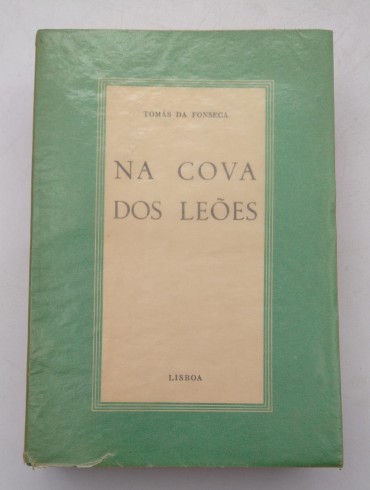 TOMÁS DA FONSECA
NA COVA
DOS LEÕES
LISBOA